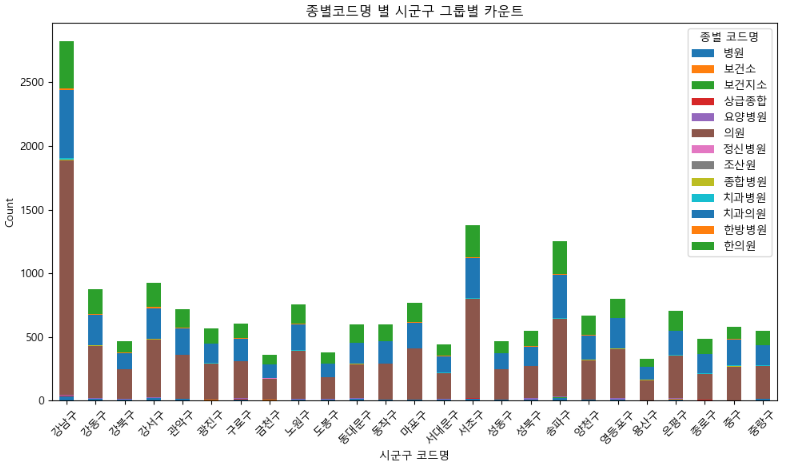 종별코드명 별 시군구 그룹별 카운트
종별 코드명
병원
보건소
보건지소
상급종합
요양병원
의원
정신병원
조산원
종합병원
치과병원
치과의원
한방병원
한의원
Count
2500
2000
1500
1000
500
0
강남구 강동구 강북구 강서구 관악구 광진구 구로구 금천구 노원구 도봉구 동대문구 동작구 마포구 서대문구 서초구 성동구 성북구 송파구 양천구 영등포구 용산구 은평구 종로구 중구 중랑구
시군구 코드명